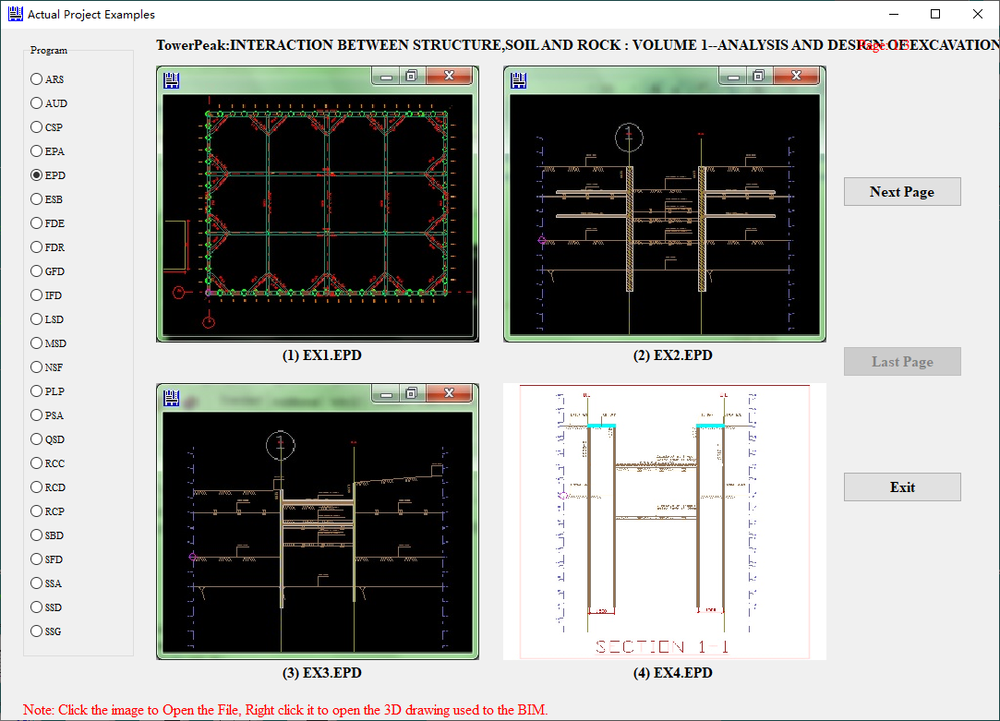 Actual Project Examples
Program
TowerPeak:INTERACTION BETWEEN STRUCTURE,SOIL AND ROCK : VOLUME 1--ANALYSIS AND DESIGN OF EXCAVATION
ARS
AUD
CSP
EPA
EPD
ESB
FDE
FDR
GFD
IFD
LSD
MSD
NSF
PLP
PSA
QSD
RCC
RCD
RCP
SBD
SFD
SSA
SSD
SSG
(1) EX1.EPD
(2) EX2.EPD
(3) EX3.EPD
SECTION 1-1
(4) EX4.EPD
Next Page
Last Page
Exit
Note: Click the image to Open the File, Right click it to open the 3D drawing used to the BIM.